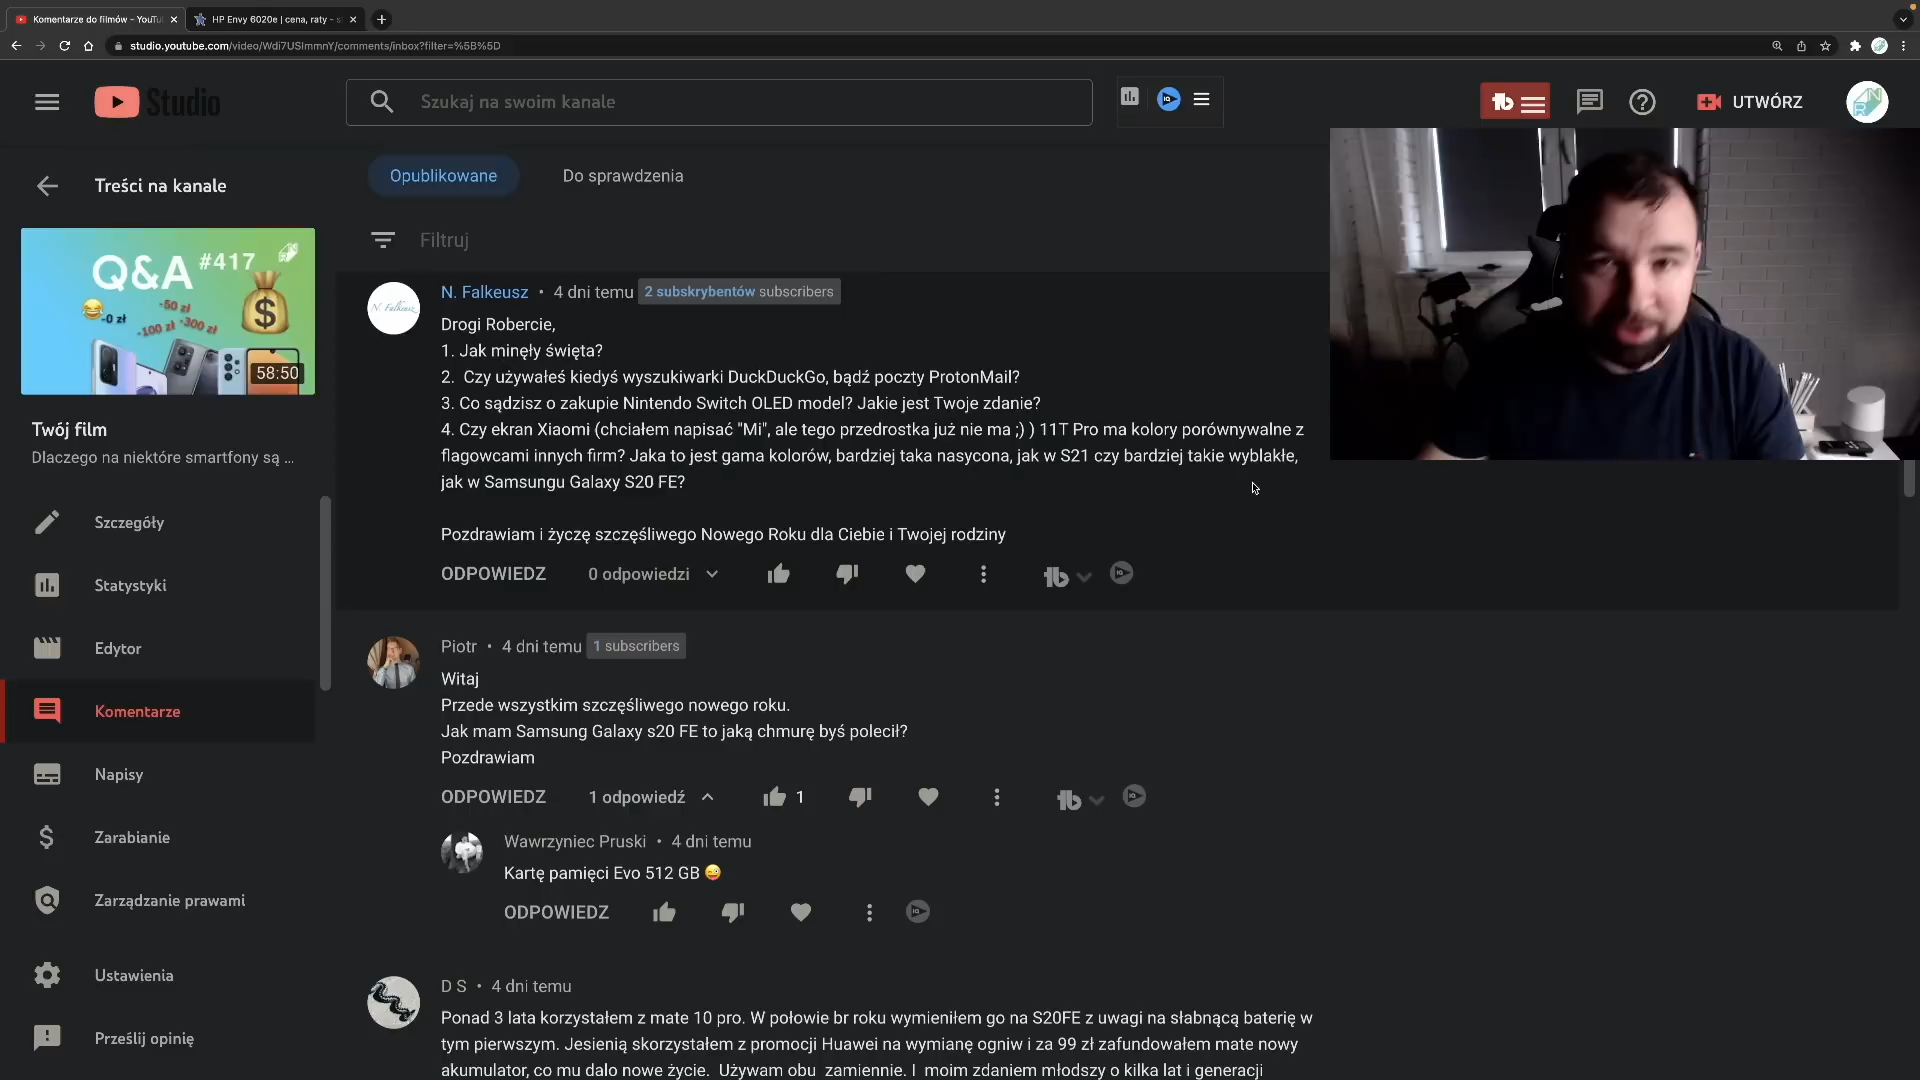 Komentarze do filmów – YouTu
HP Envy 6020e | cena, raty - s
studio.youtube.com/video/Wdi7USImmnY/comments/inbox?filter=%5B%5D
Studio
Szukaj na swoim kanale
UTWÓRZ
Treści na kanale
Opublikowane
Do sprawdzenia
Filtruj
Q&A #417
-0 zł
-50 zł
-100 zł
-300 zł
58:50
Twój film
Dlaczego na niektóre smartfony są ...
Szczegóły
Statystyki
Edytor
Komentarze
Napisy
Zarabianie
Zarządzanie prawami
Ustawienia
Prześlij opinię
N. Falkeusz
N. Falkeusz • 4 dni temu 2 subskrybentów subscribers
Drogi Robercie,
1. Jak minęły święta?
2. Czy używałeś kiedyś wyszukiwarki DuckDuckGo, bądź poczty ProtonMail?
3. Co sądzisz o zakupie Nintendo Switch OLED model? Jakie jest Twoje zdanie?
4. Czy ekran Xiaomi (chciałem napisać "Mi", ale tego przedrostka już nie ma ;) ) 11T Pro ma kolory porównywalne z
flagowcami innych firm? Jaka to jest gama kolorów, bardziej taka nasycona, jak w S21 czy bardziej takie wyblakłe,
jak w Samsungu Galaxy S20 FE?
Pozdrawiam i życzę szczęśliwego Nowego Roku dla Ciebie i Twojej rodziny
ODPOWIEDZ 0 odpowiedzi
Piotr • 4 dni temu 1 subscribers
Witaj
Przede wszystkim szczęśliwego nowego roku.
Jak mam Samsung Galaxy s20 FE to jaką chmurę byś polecił?
Pozdrawiam
ODPOWIEDZ 1 odpowiedź 1
Wawrzyniec Pruski • 4 dni temu
Kartę pamięci Evo 512 GB 😜
ODPOWIEDZ
D S • 4 dni temu
Ponad 3 lata korzystałem z mate 10 pro. W połowie br roku wymieniłem go na S20FE z uwagi na słabnącą baterię w
tym pierwszym. Jesienią skorzystałem z promocji Huawei na wymianę ogniw i za 99 zł zafundowałem mate nowy
akumulator, co mu dalo nowe życie. Używam obu zamiennie. I moim zdaniem młodszy o kilka lat i generacji